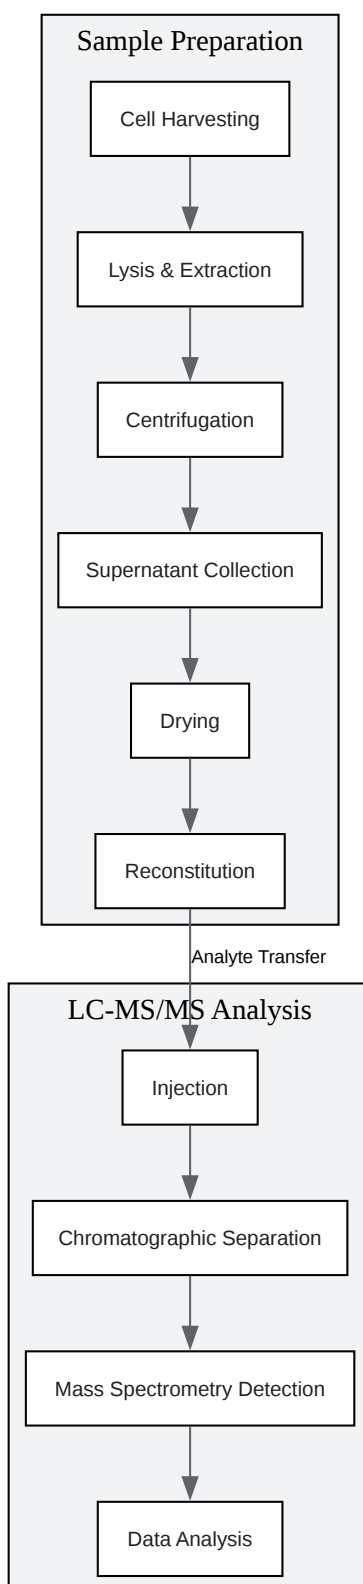 Sample Preparation
Cell Harvesting
Lysis & Extraction
Centrifugation
Supernatant Collection
Drying
Reconstitution
Analyte Transfer
LC-MS/MS Analysis
Injection
Chromatographic Separation
Mass Spectrometry Detection
Data Analysis